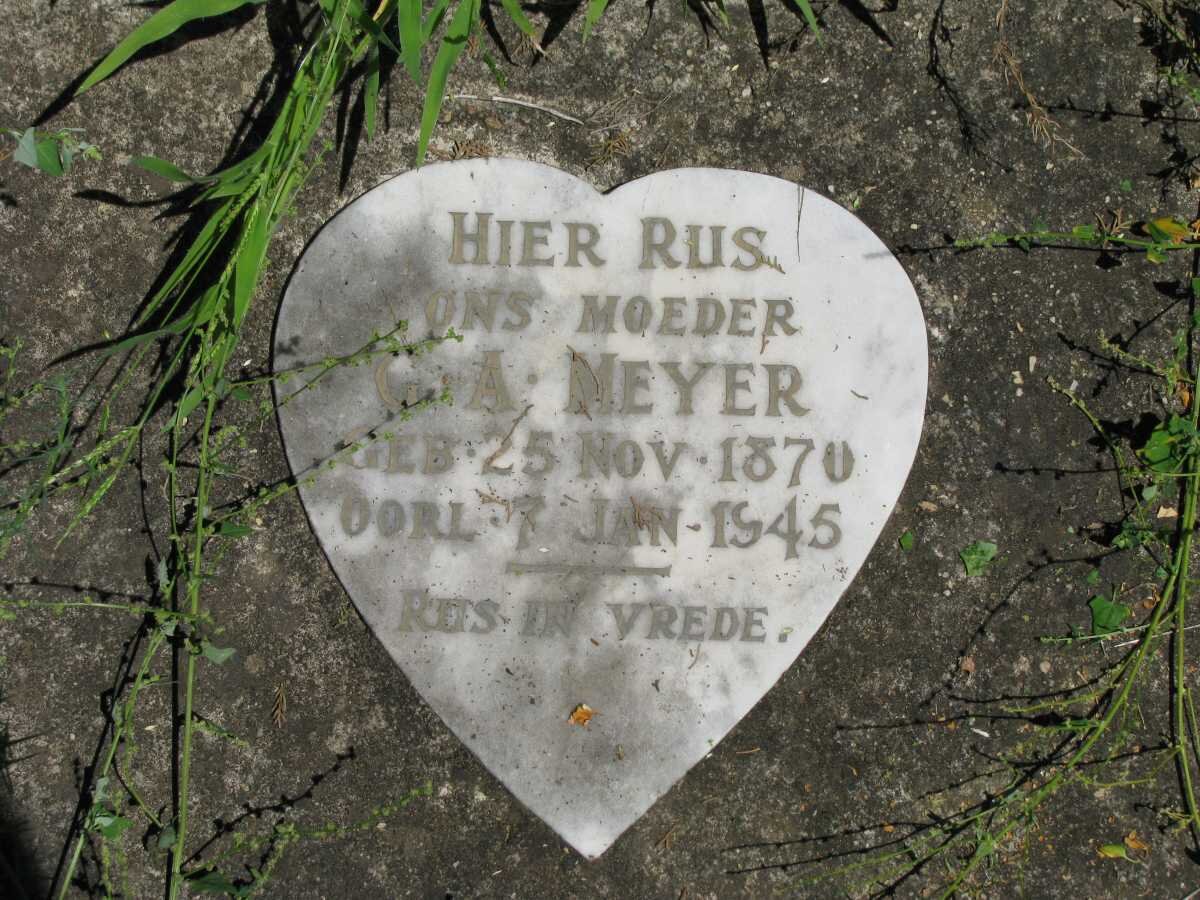 HIER RUS
ONS MOEDER
C. A. MEYER
GEB. 25 NOV. 1870
OORL. 7 JAN. 1945
RUS IN VREDE.